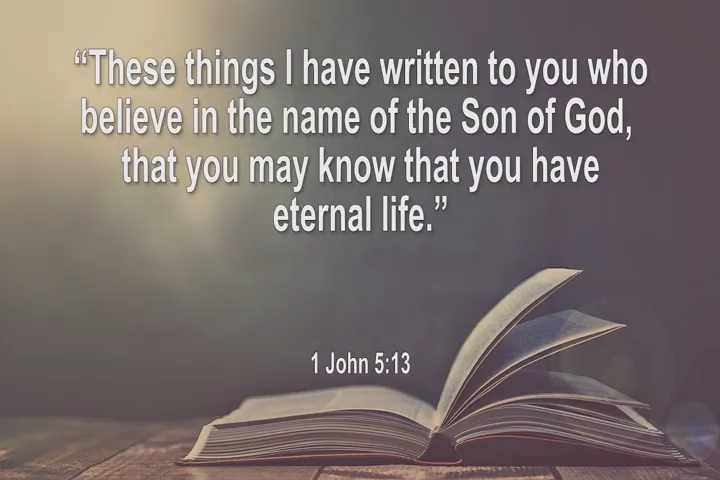 “These things I have written to you who
believe in the name of the Son of God,
that you may know that you have
eternal life.”
1 John 5:13